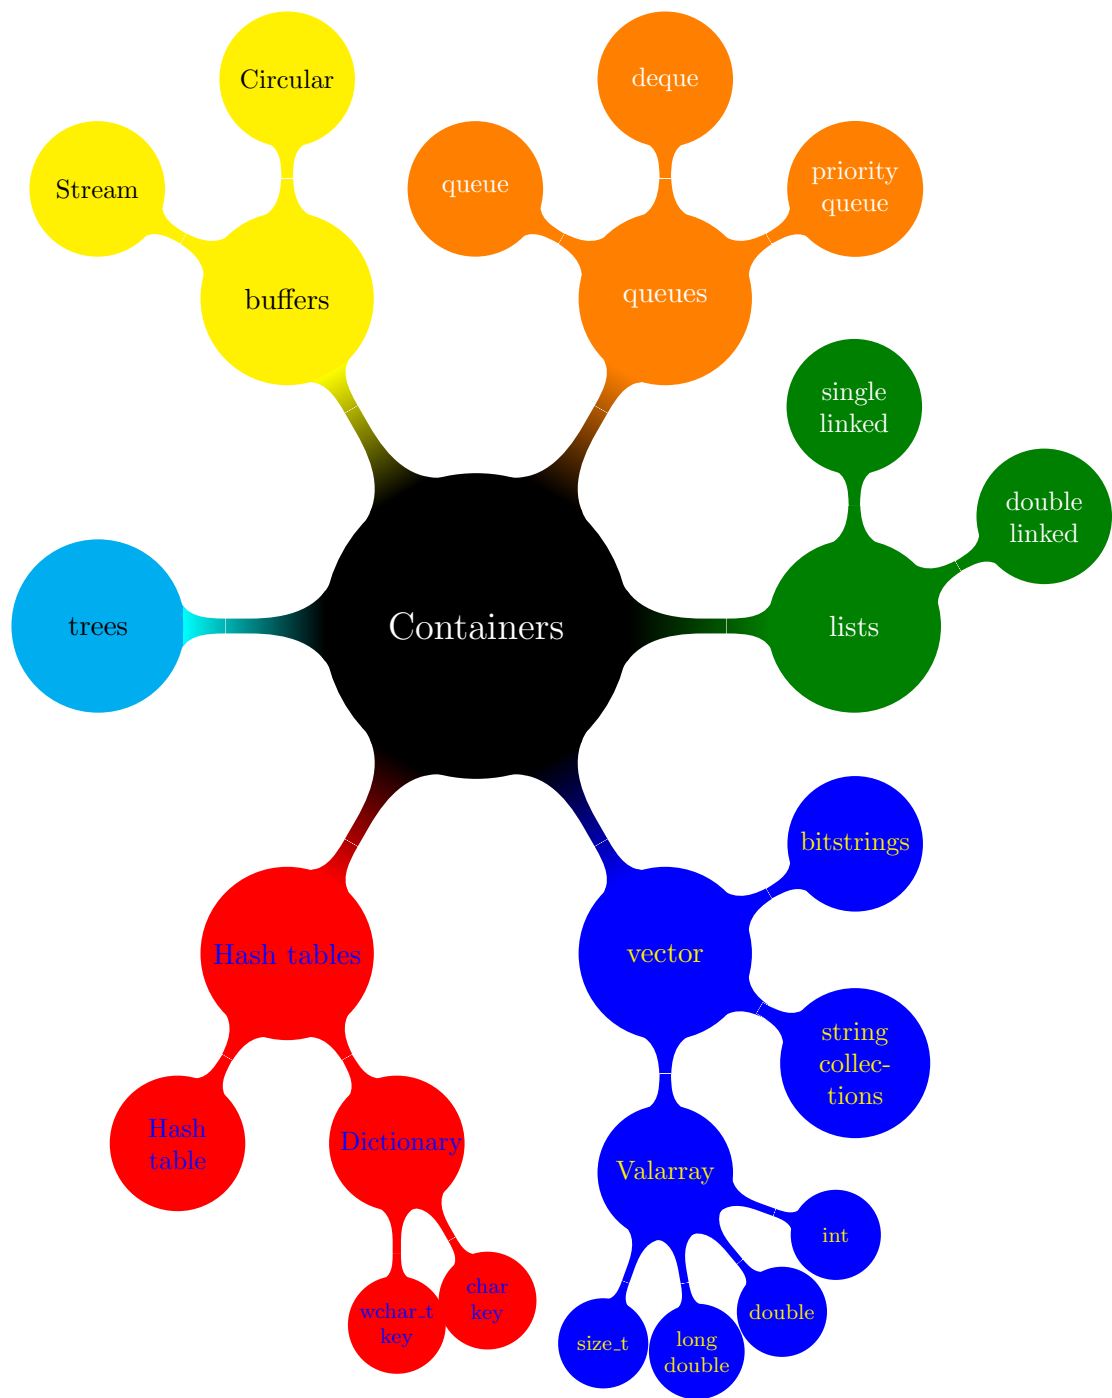 Circular
deque
Stream
queue
priority
queue
buffers
queues
single
linked
double
linked
trees
Containers
lists
bitstrings
Hash tables
vector
string
collec-
tions
Hash
table
Dictionary
Valarray
int
char
key
wchar_t
key
double
size_t
long
double